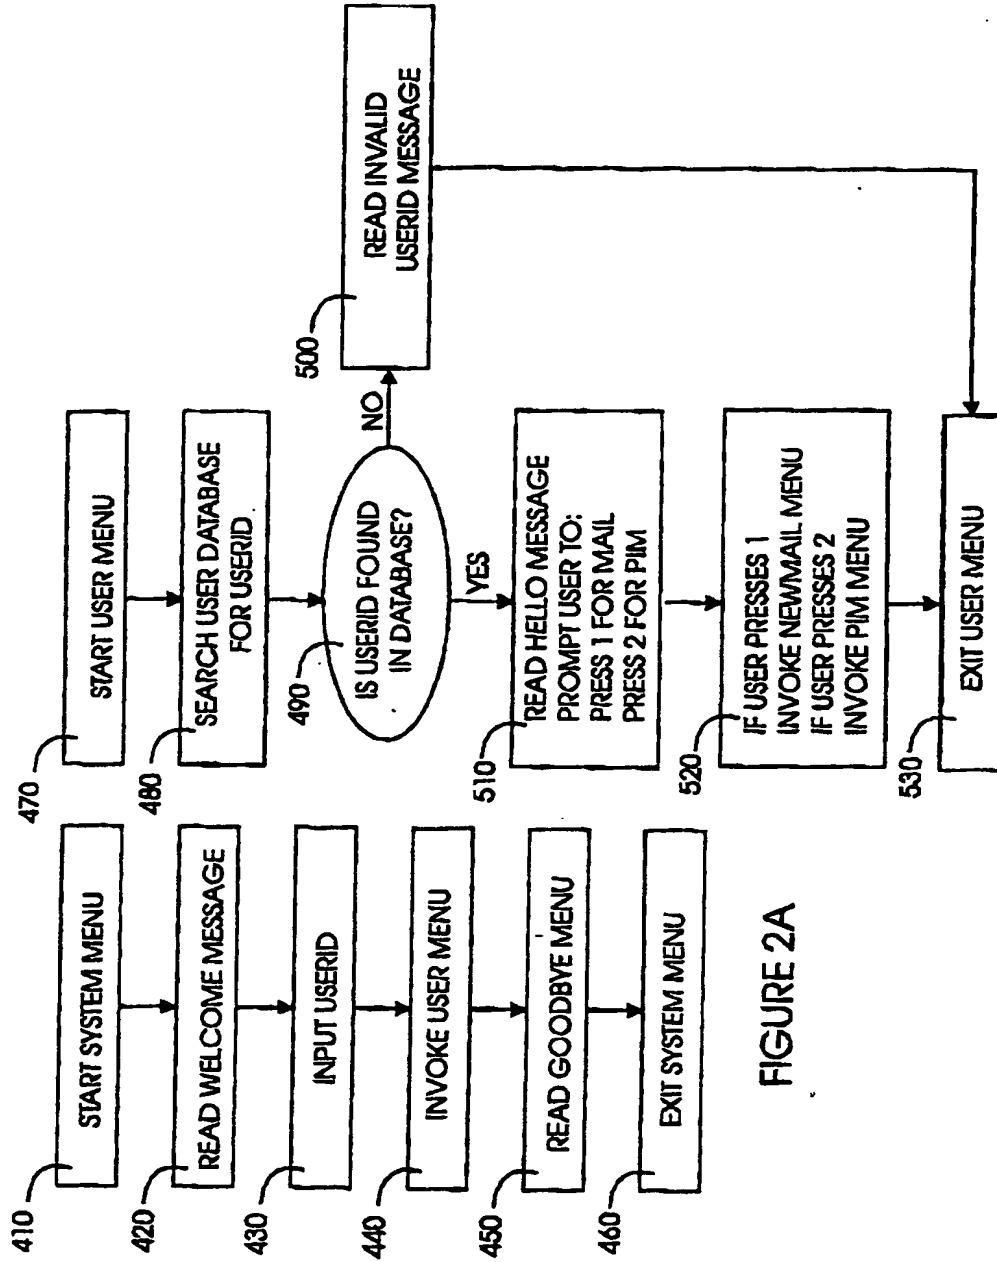 410
START SYSTEM MENU
420
READ WELCOME MESSAGE
430
INPUT USERID
440
INVOKE USER MENU
450
READ GOODBYE MENU
460
EXIT SYSTEM MENU
470
START USER MENU
480
SEARCH USER DATABASE
FOR USERID
490
IS USERID FOUND
IN DATABASE?
NO
500
READ INVALID
USERID MESSAGE
YES
510
READ HELLO MESSAGE
PROMPT USER TO:
PRESS 1 FOR MAIL
PRESS 2 FOR PIM
520
IF USER PRESSES 1
INVOKE NEWMAIL MENU
IF USER PRESSES 2
INVOKE PIM MENU
530
EXIT USER MENU
FIGURE 2A